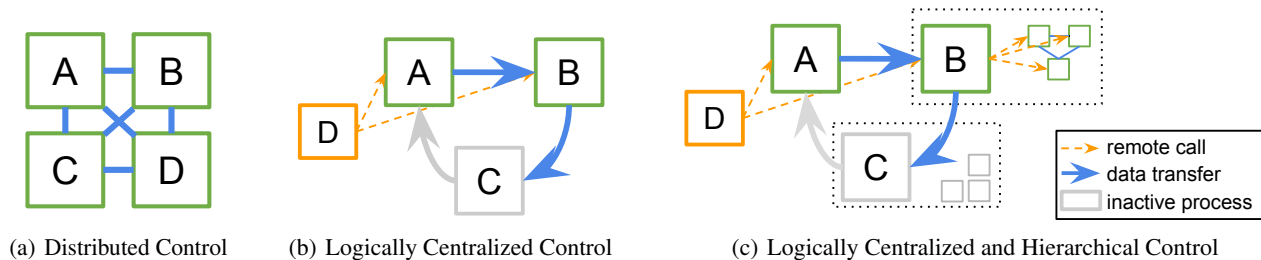 A B
C D
(a) Distributed Control
A
B
D
C
(b) Logically Centralized Control
A
B
D
C
remote call
data transfer
inactive process
(c) Logically Centralized and Hierarchical Control